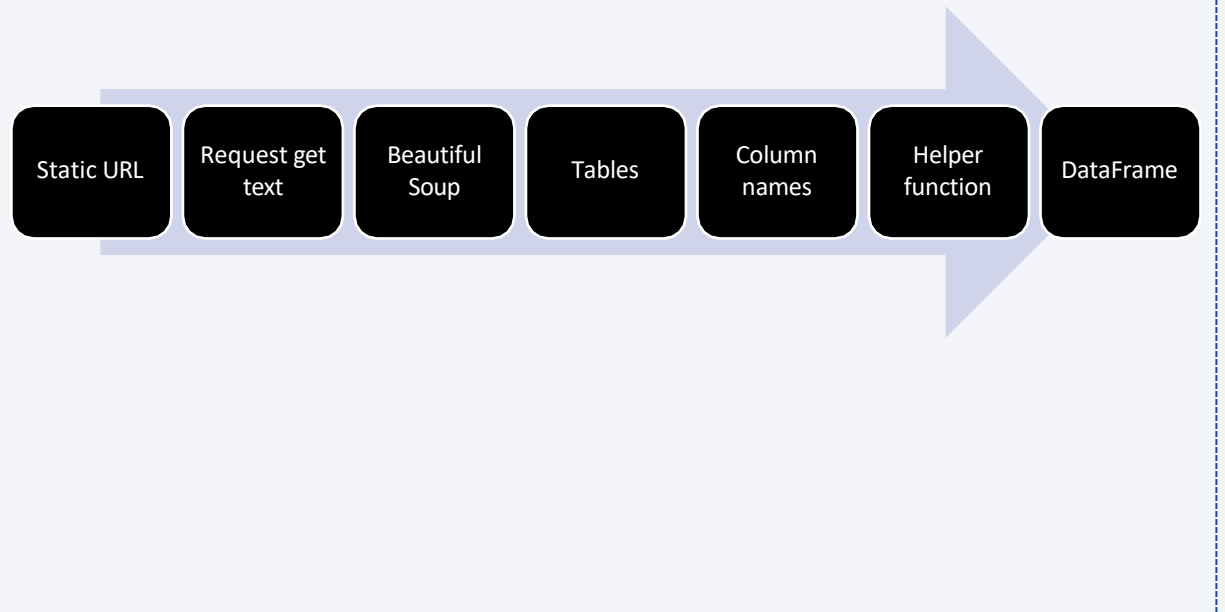 Static URL
Request get
text
Beautiful
Soup
Tables
Column
names
Helper
function
DataFrame